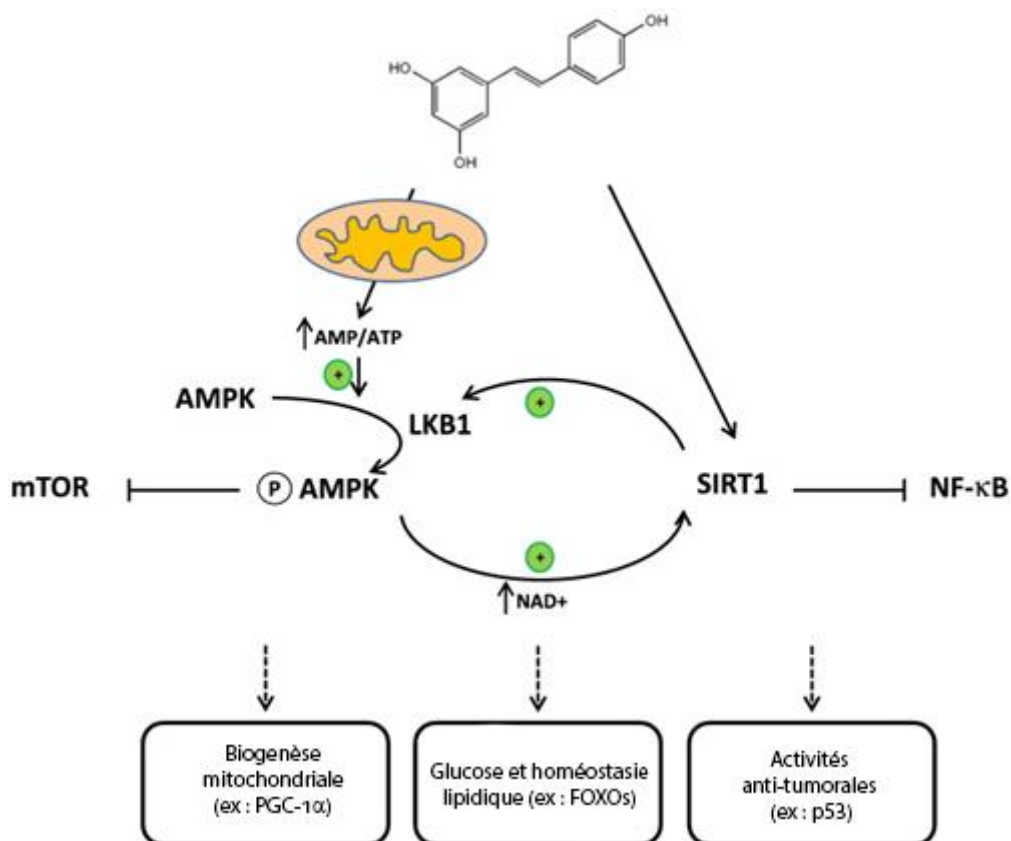 OH
HO
OH
↑AMP/ATP
+
AMPK
LKB1
+
mTOR
P AMPK
SIRT1
NF-κB
+
↑NAD+
Biogenèse
mitochondriale
(ex : PGC-1α)
Glucose et homéostasie
lipidique (ex : FOXOs)
Activités
anti-tumorales
(ex : p53)